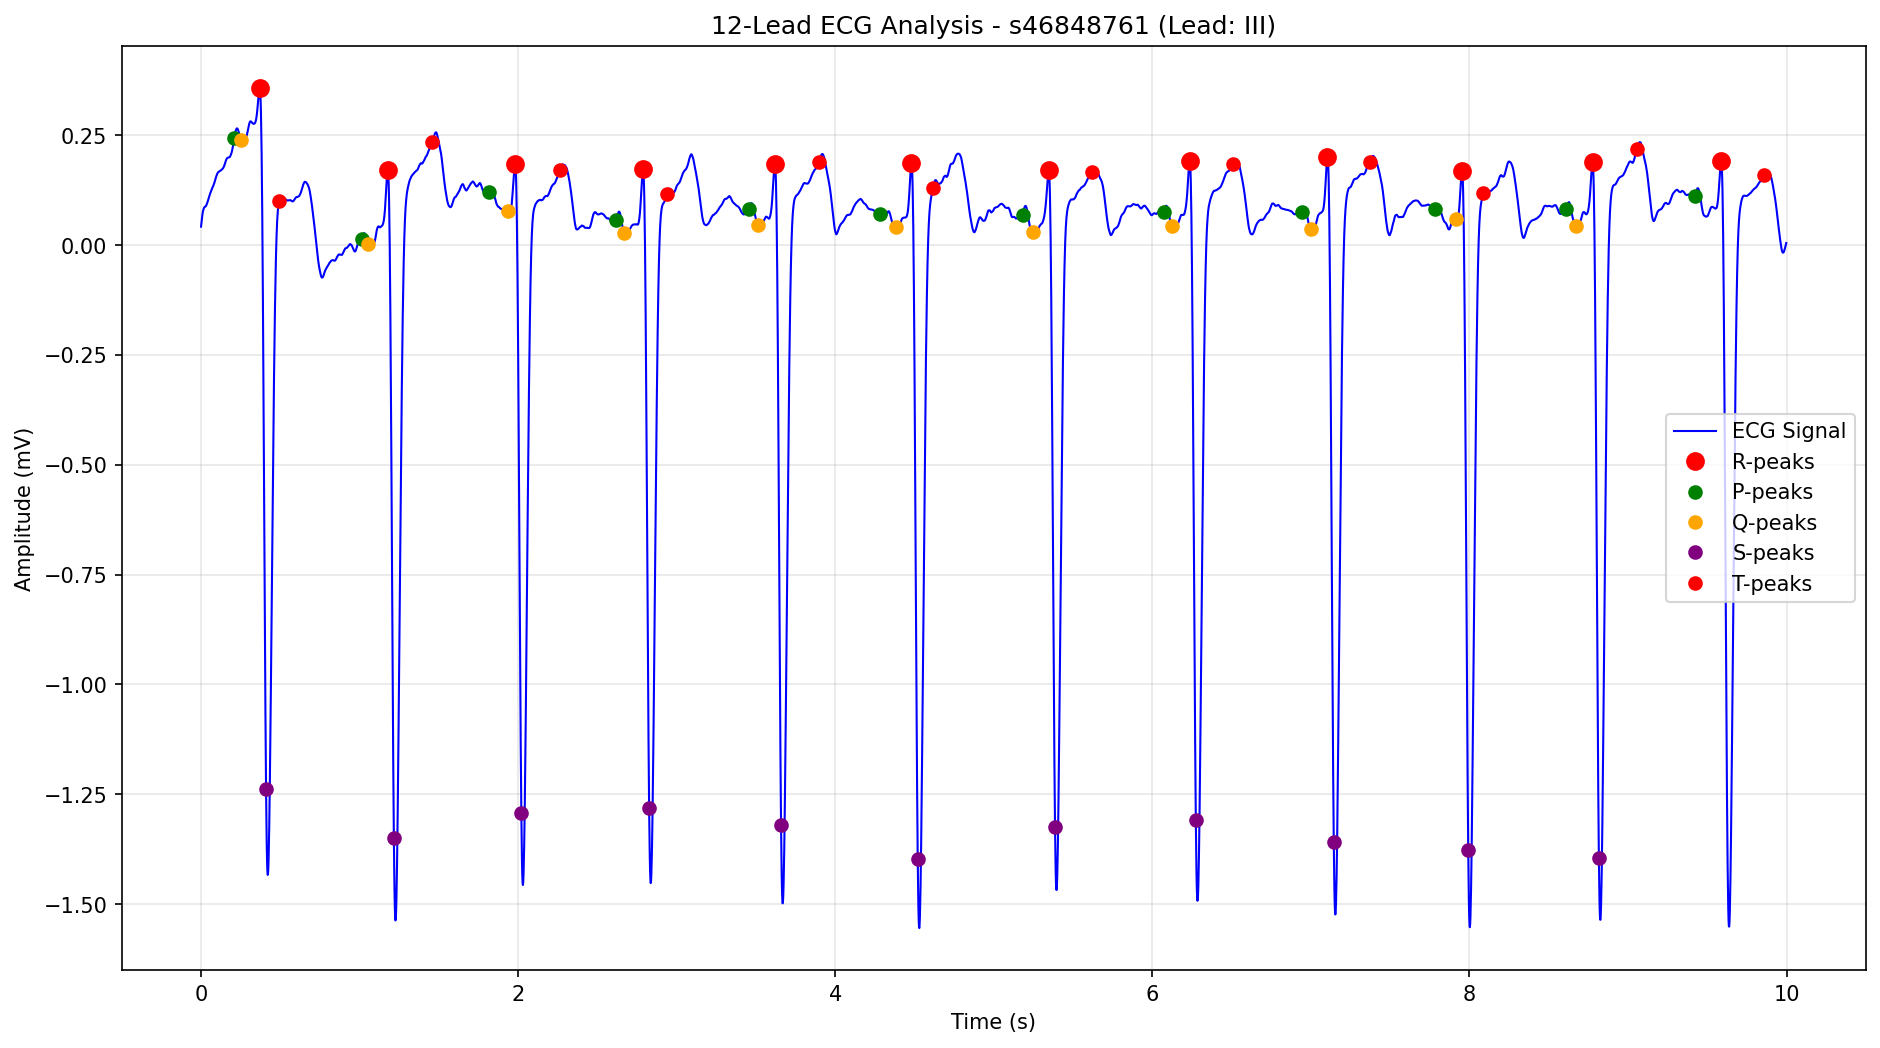 12-Lead ECG Analysis - s46848761 (Lead: III)
Amplitude (mV)
0.25
0.00
−0.25
−0.50
−0.75
−1.00
−1.25
−1.50
ECG Signal
R-peaks
P-peaks
Q-peaks
S-peaks
T-peaks
0 2 4 6 8 10
Time (s)